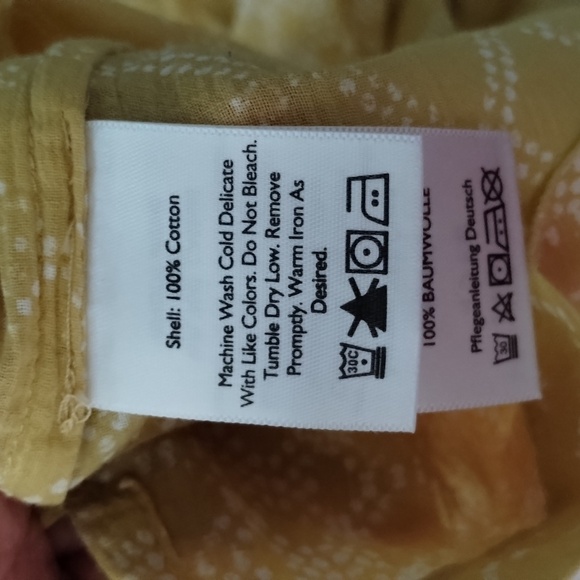 Shell: 100% Cotton
Machine Wash Cold Delicate
With Like Colors. Do Not Bleach.
Tumble Dry Low. Remove
Promptly. Warm Iron As
Desired.
30C
100% BAUMWOLLE
Pflegeanleitung Deutsch
30